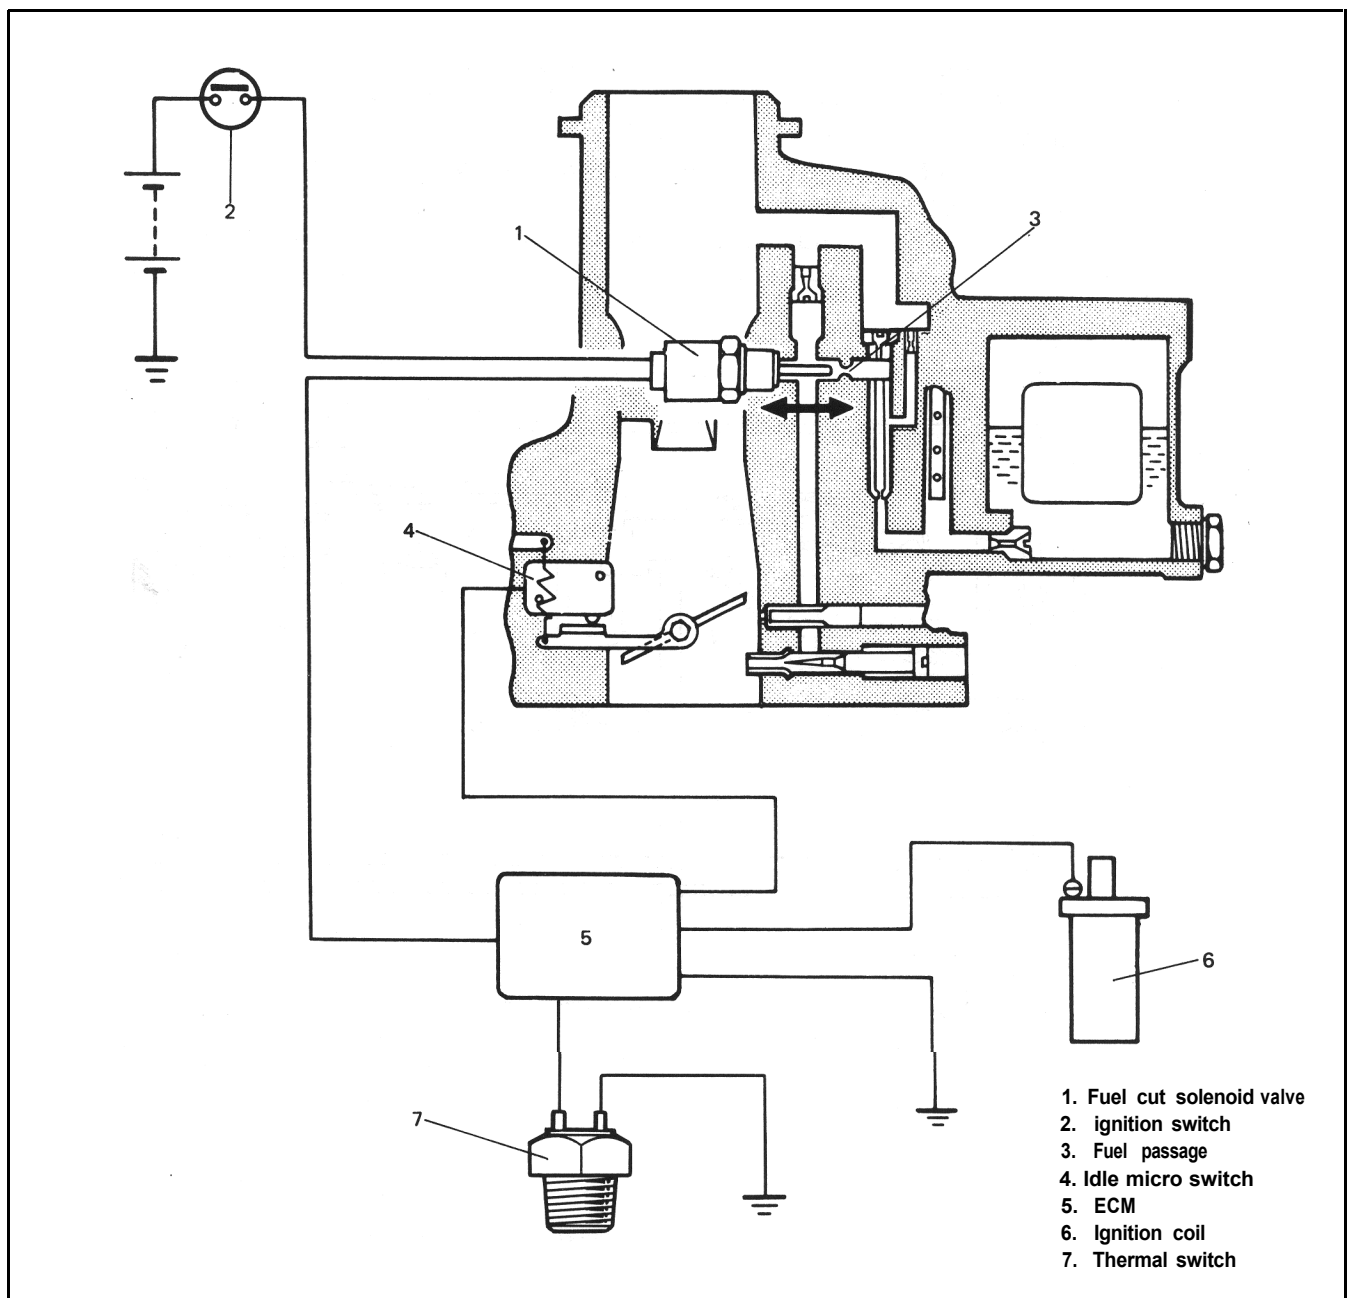 2
1
3
4
5
6
7
1. Fuel cut solenoid valve
2. ignition switch
3. Fuel passage
4. Idle micro switch
5. ECM
6. Ignition coil
7. Thermal switch